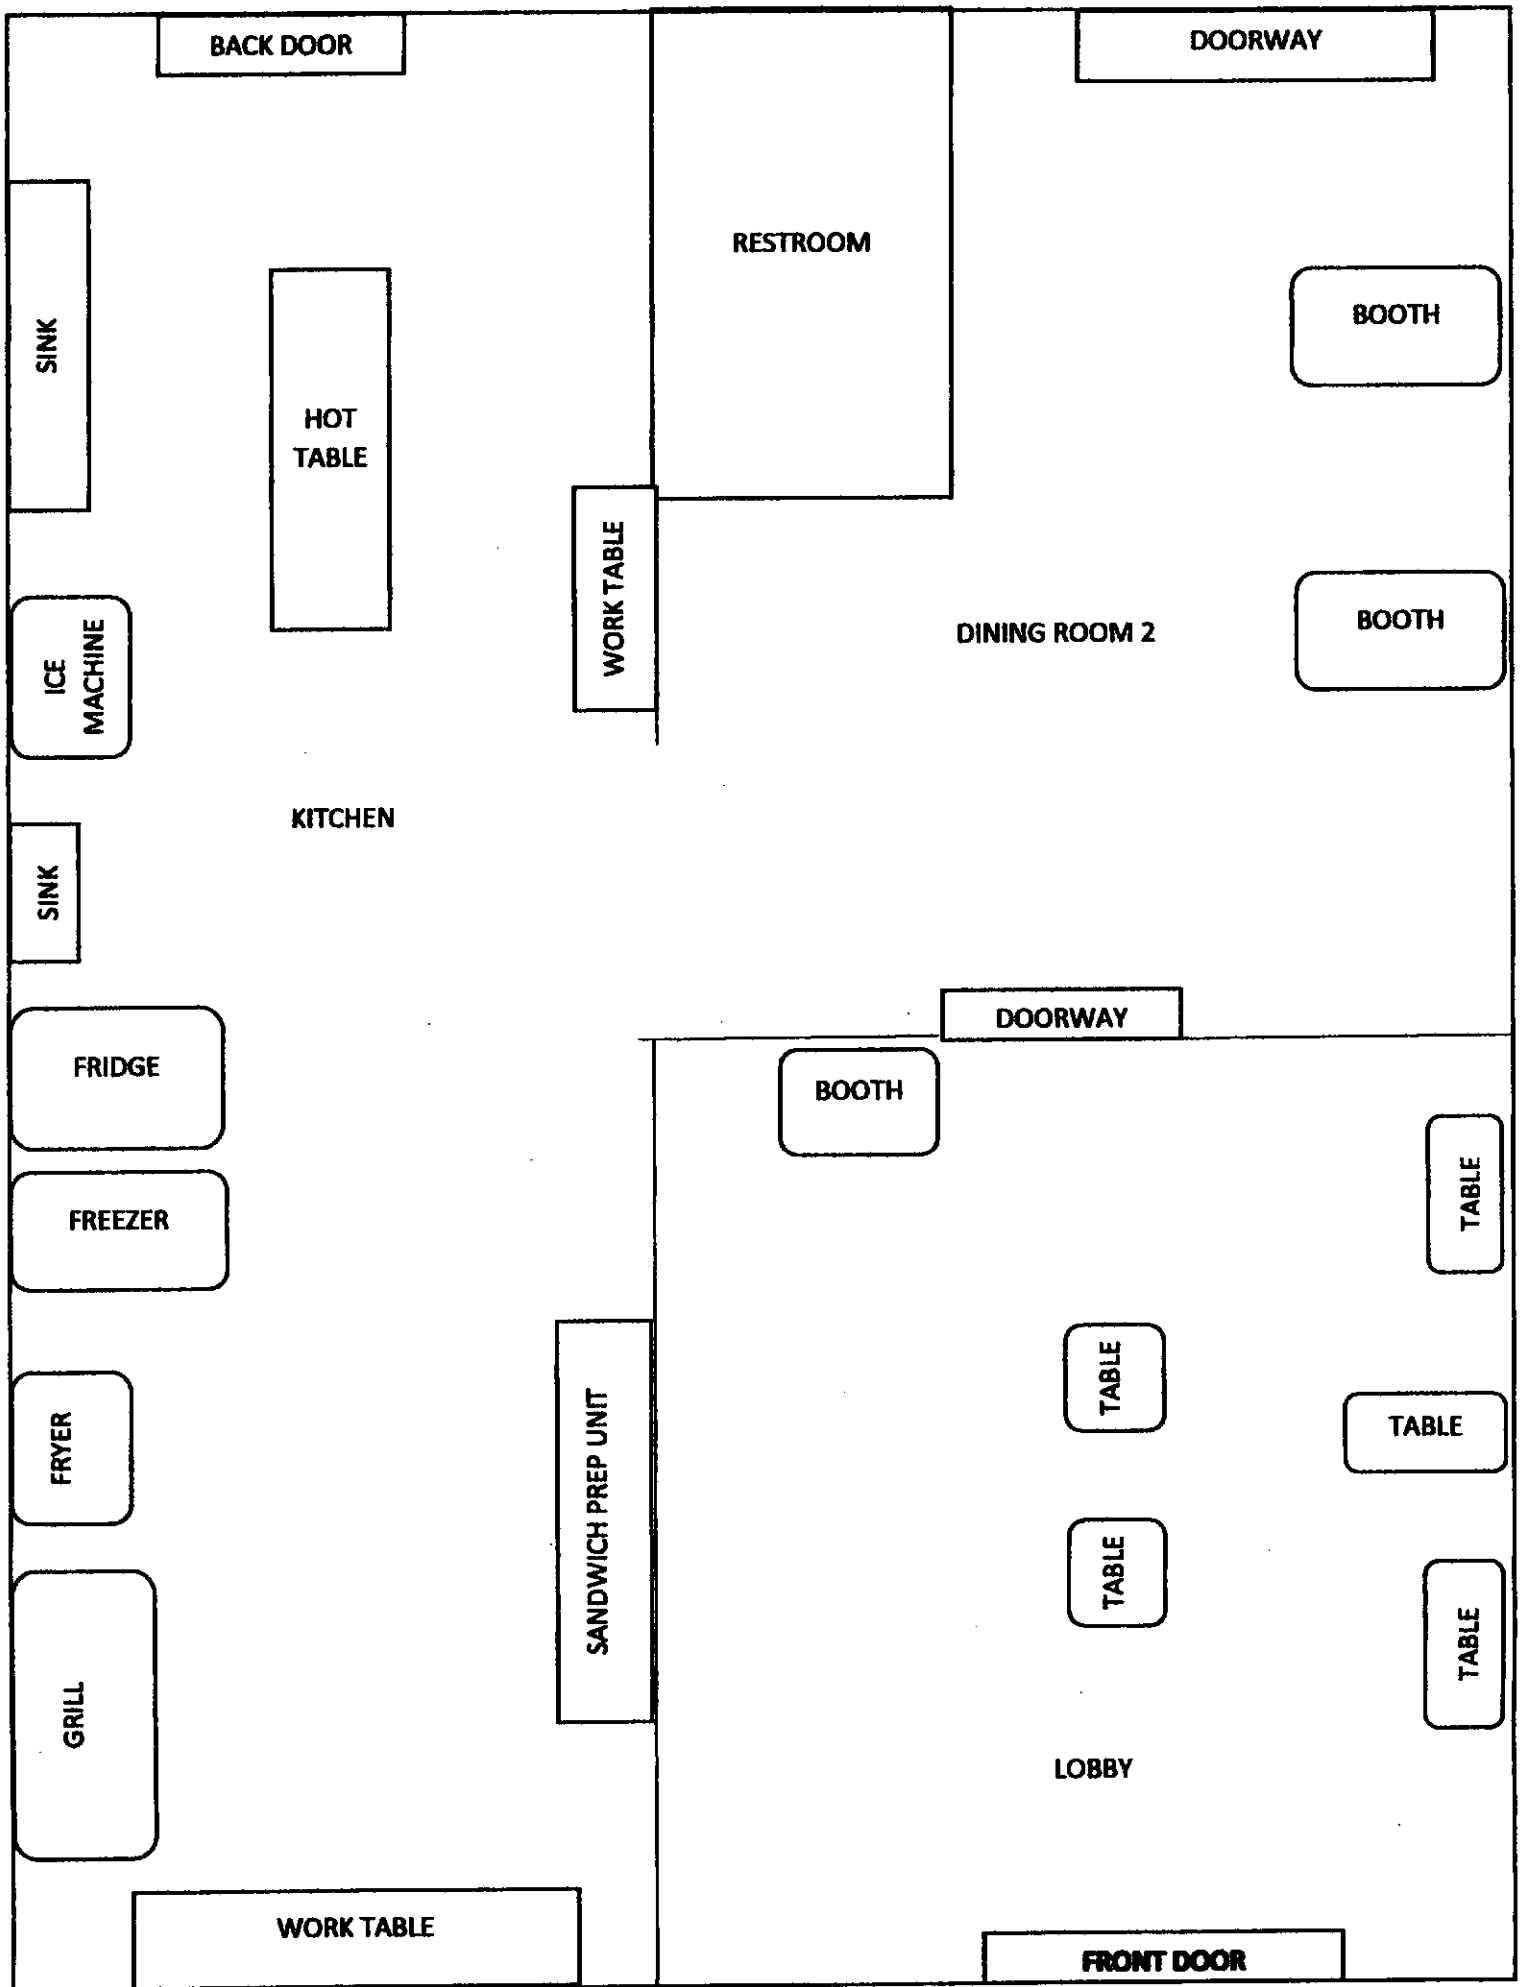 BACK DOOR
DOORWAY
RESTROOM
SINK
HOT
TABLE
BOOTH
WORK TABLE
BOOTH
DINING ROOM 2
ICE
MACHINE
KITCHEN
SINK
DOORWAY
FRIDGE
BOOTH
TABLE
FREEZER
TABLE
TABLE
FRYER
SANDWICH PREP UNIT
TABLE
TABLE
GRILL
LOBBY
WORK TABLE
FRONT DOOR